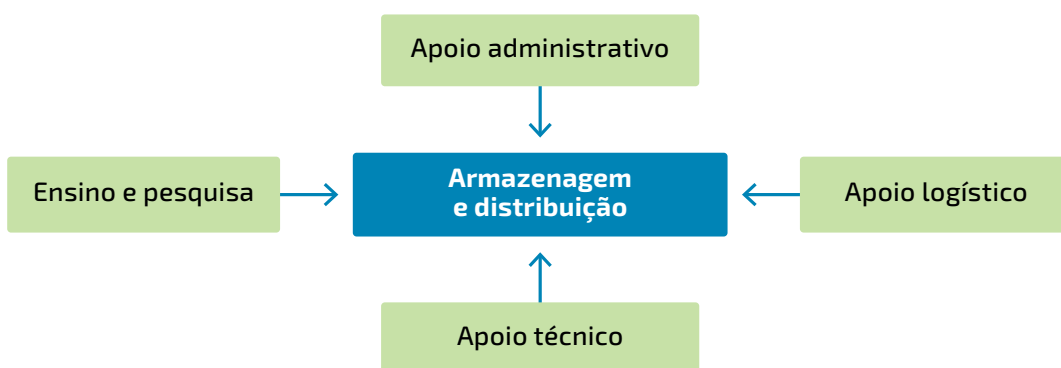 Apoio administrativo
Ensino e pesquisa
Armazenagem
e distribuição
Apoio logístico
Apoio técnico